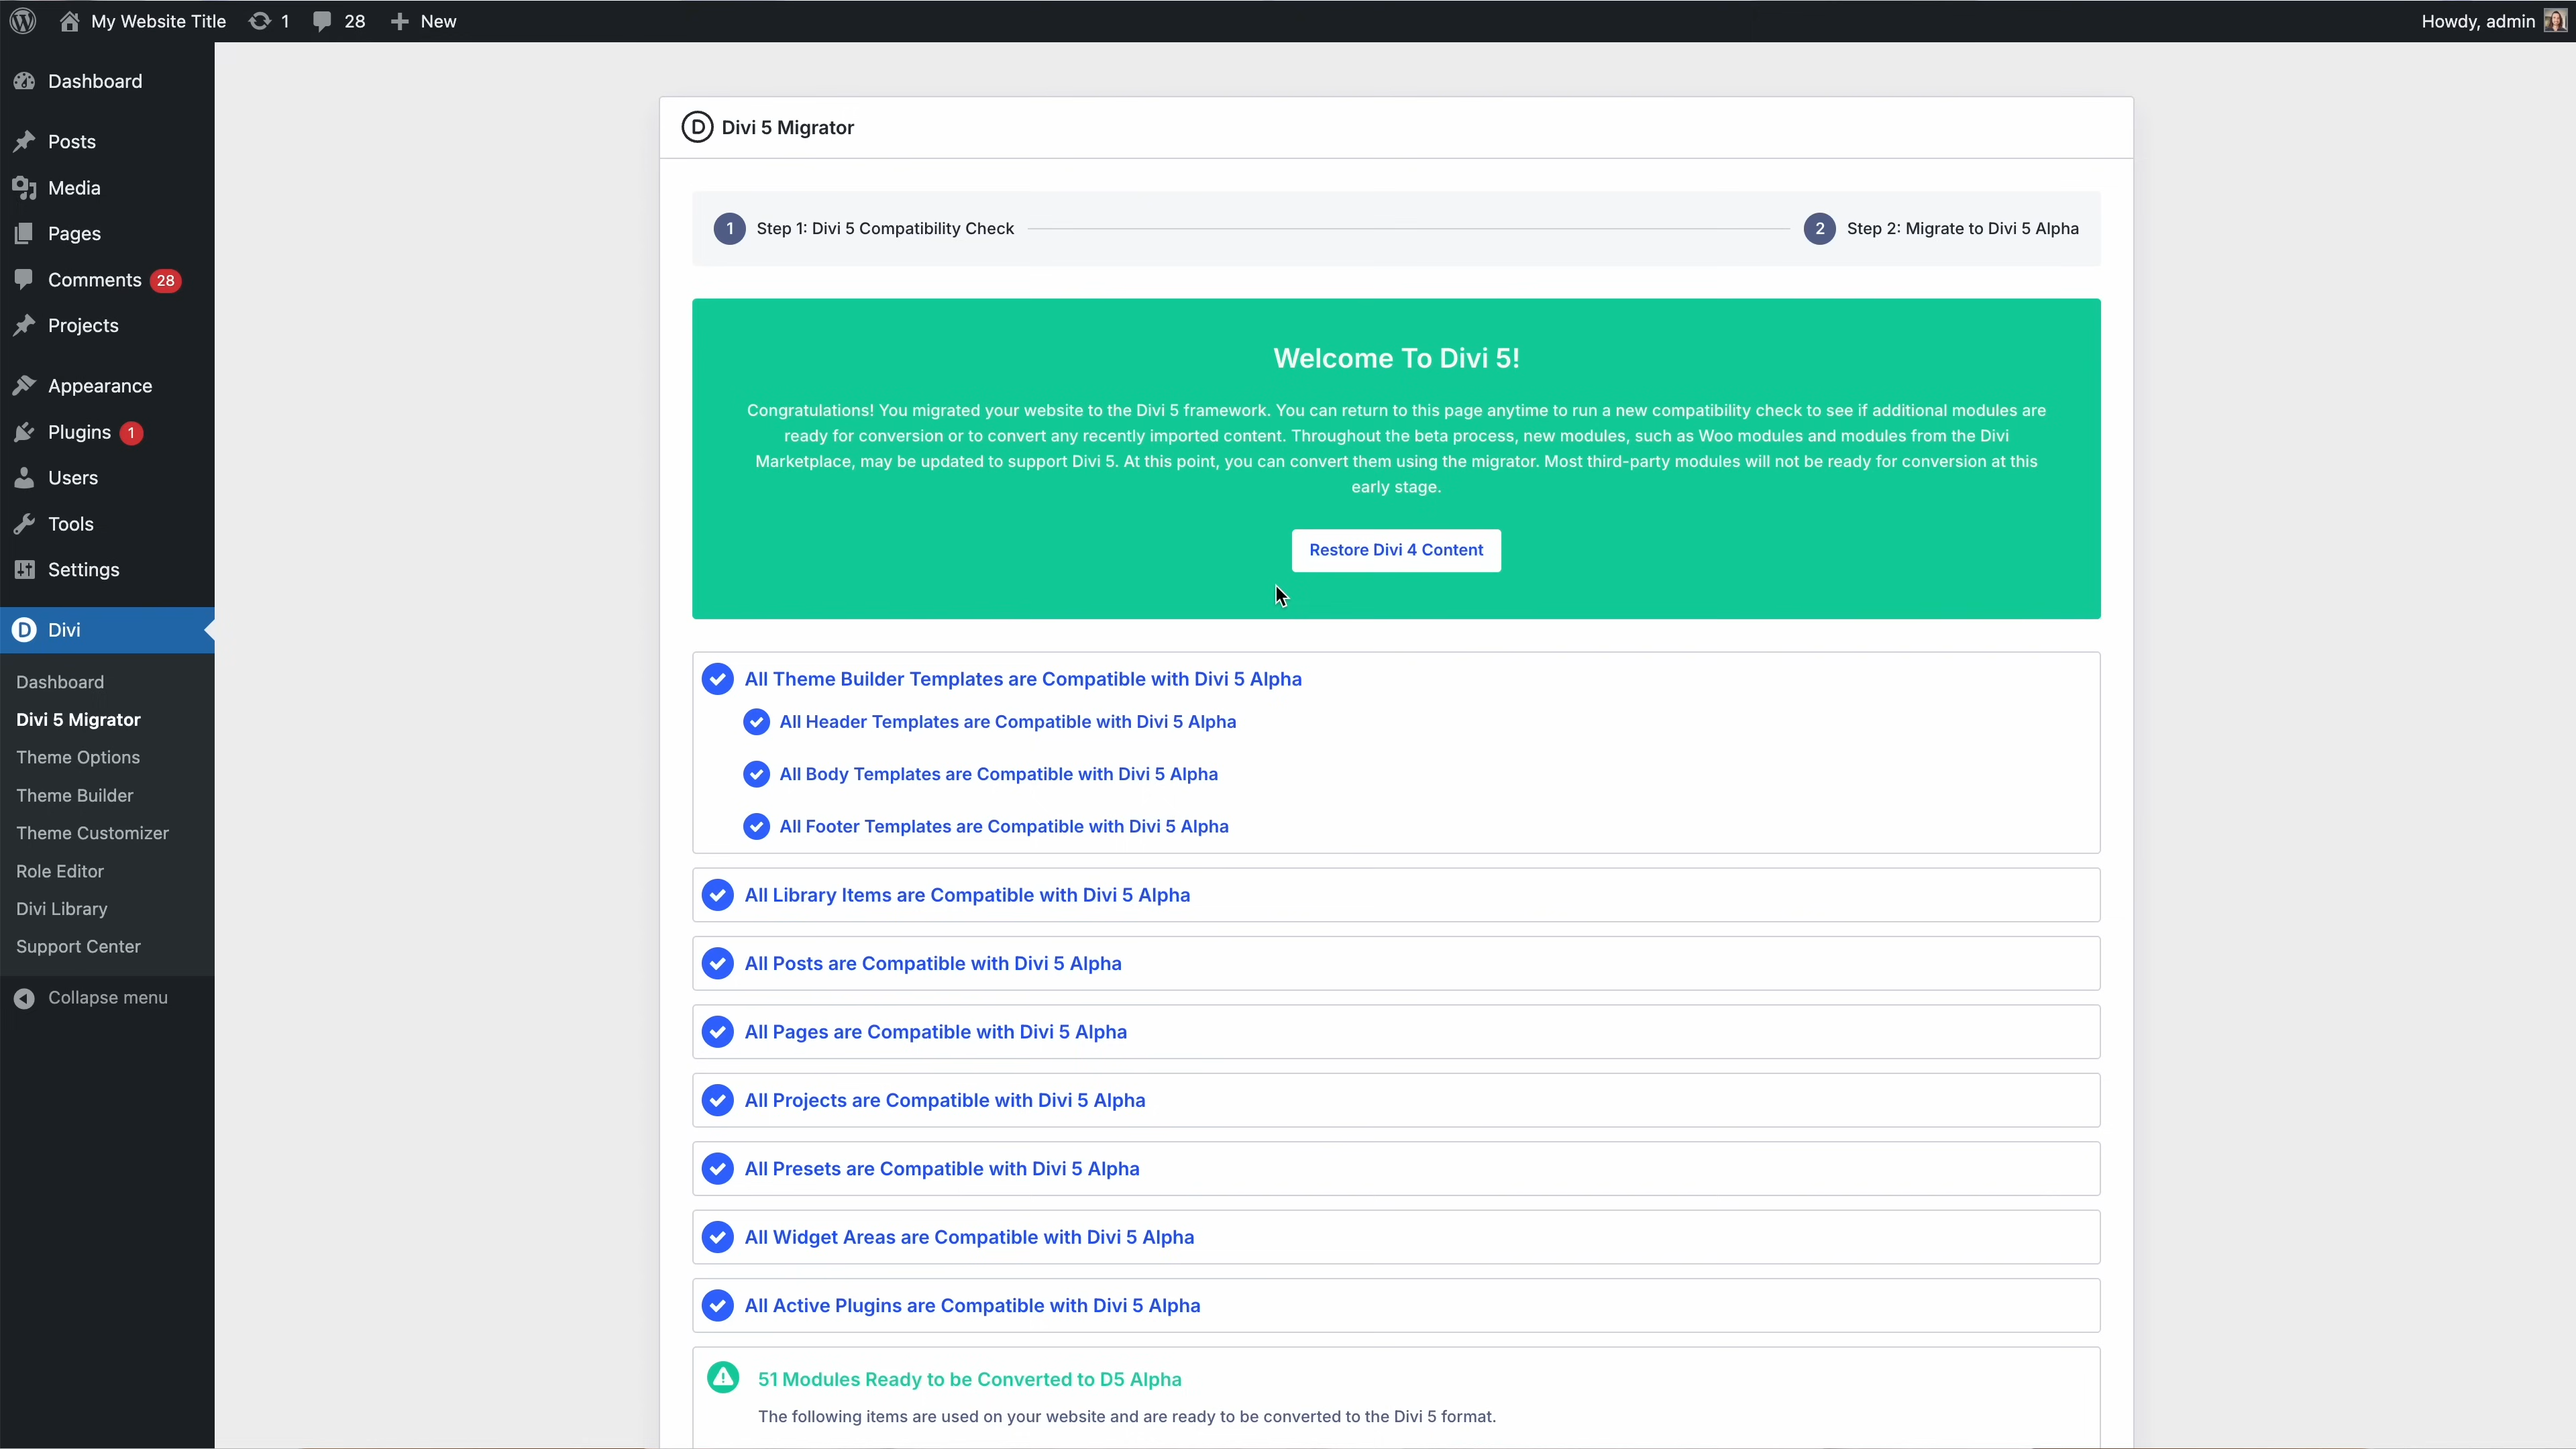 My Website Title
1
28
New
Howdy, admin
Dashboard
Posts
Media
Pages
Comments 28
Projects
Appearance
Plugins 1
Users
Tools
Settings
D Divi
Dashboard
Divi 5 Migrator
Theme Options
Theme Builder
Theme Customizer
Role Editor
Divi Library
Support Center
Collapse menu
D Divi 5 Migrator
1 Step 1: Divi 5 Compatibility Check
2 Step 2: Migrate to Divi 5 Alpha
Welcome To Divi 5!
Congratulations! You migrated your website to the Divi 5 framework. You can return to this page anytime to run a new compatibility check to see if additional modules are
ready for conversion or to convert any recently imported content. Throughout the beta process, new modules, such as Woo modules and modules from the Divi
Marketplace, may be updated to support Divi 5. At this point, you can convert them using the migrator. Most third-party modules will not be ready for conversion at this
early stage.
Restore Divi 4 Content
All Theme Builder Templates are Compatible with Divi 5 Alpha
All Header Templates are Compatible with Divi 5 Alpha
All Body Templates are Compatible with Divi 5 Alpha
All Footer Templates are Compatible with Divi 5 Alpha
All Library Items are Compatible with Divi 5 Alpha
All Posts are Compatible with Divi 5 Alpha
All Pages are Compatible with Divi 5 Alpha
All Projects are Compatible with Divi 5 Alpha
All Presets are Compatible with Divi 5 Alpha
All Widget Areas are Compatible with Divi 5 Alpha
All Active Plugins are Compatible with Divi 5 Alpha
51 Modules Ready to be Converted to D5 Alpha
The following items are used on your website and are ready to be converted to the Divi 5 format.